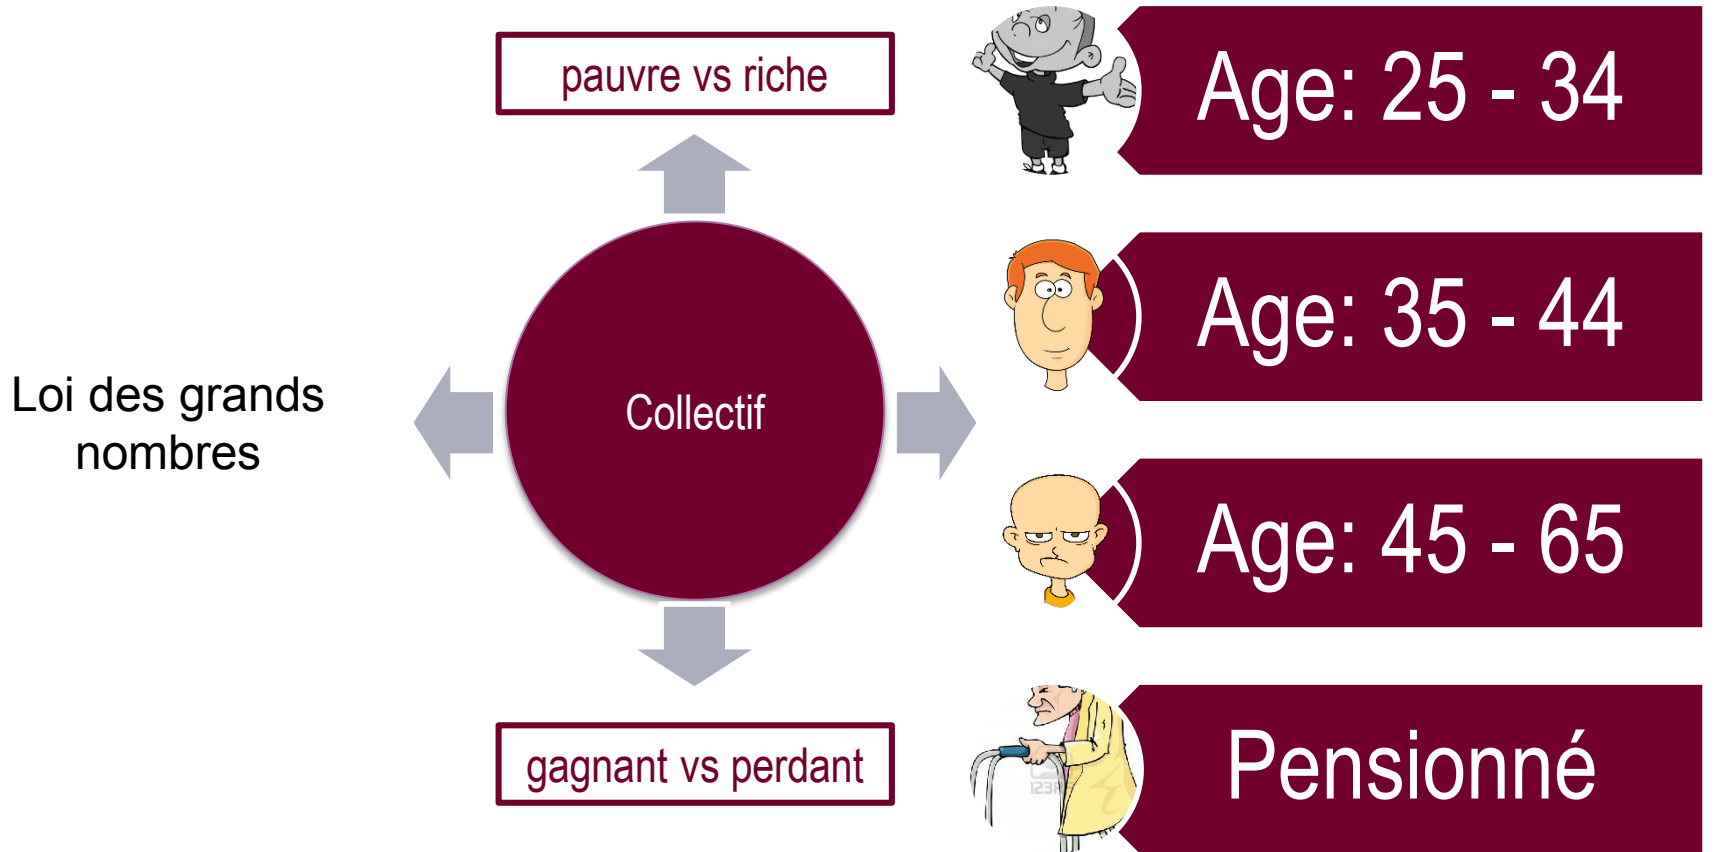 pauvre vs riche
Loi des grands
nombres
Collectif
gagnant vs perdant
Age: 25 - 34
Age: 35 - 44
Age: 45 - 65
Pensionné